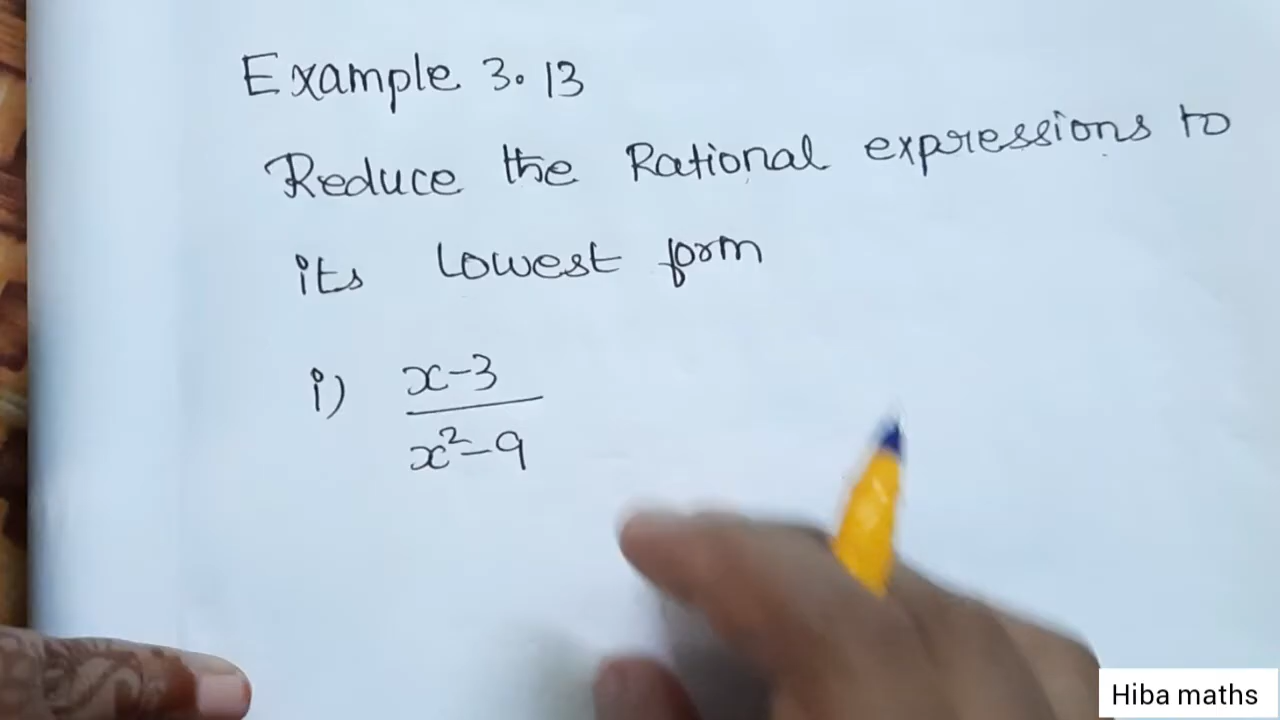 Example 3.13
Reduce the Rational expressions to
its lowest form
i) x-3
x²-9
Hiba maths